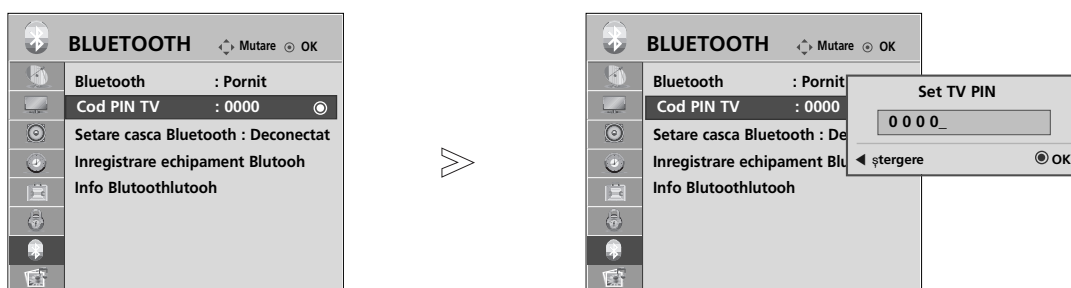 BLUETOOTH Mutare OK
Bluetooth : Pornit
Cod PIN TV : 0000
Setare casca Bluetooth : Deconectat
Inregistrare echipament Blutooh
Info Bluto​othlutooh
BLUETOOTH Mutare OK
Bluetooth : Pornit
Cod PIN TV : 0000
Setare casca Bluetooth : De
Inregistrare echipament Blu
Info Blutoothlutooh
Set TV PIN
0 0 0 0_
ștergere OK